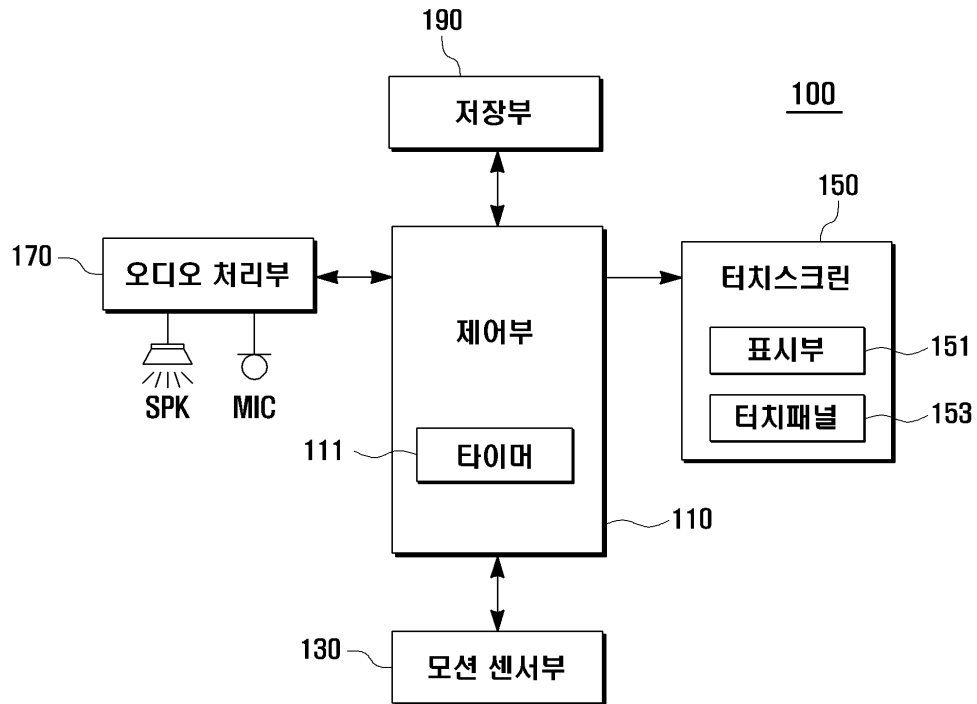 190
저장부
100
150
170
오디오 처리부
터치스크린
제어부
표시부
151
SPK
MIC
터치패널
153
111
타이머
110
130
모션 센서부